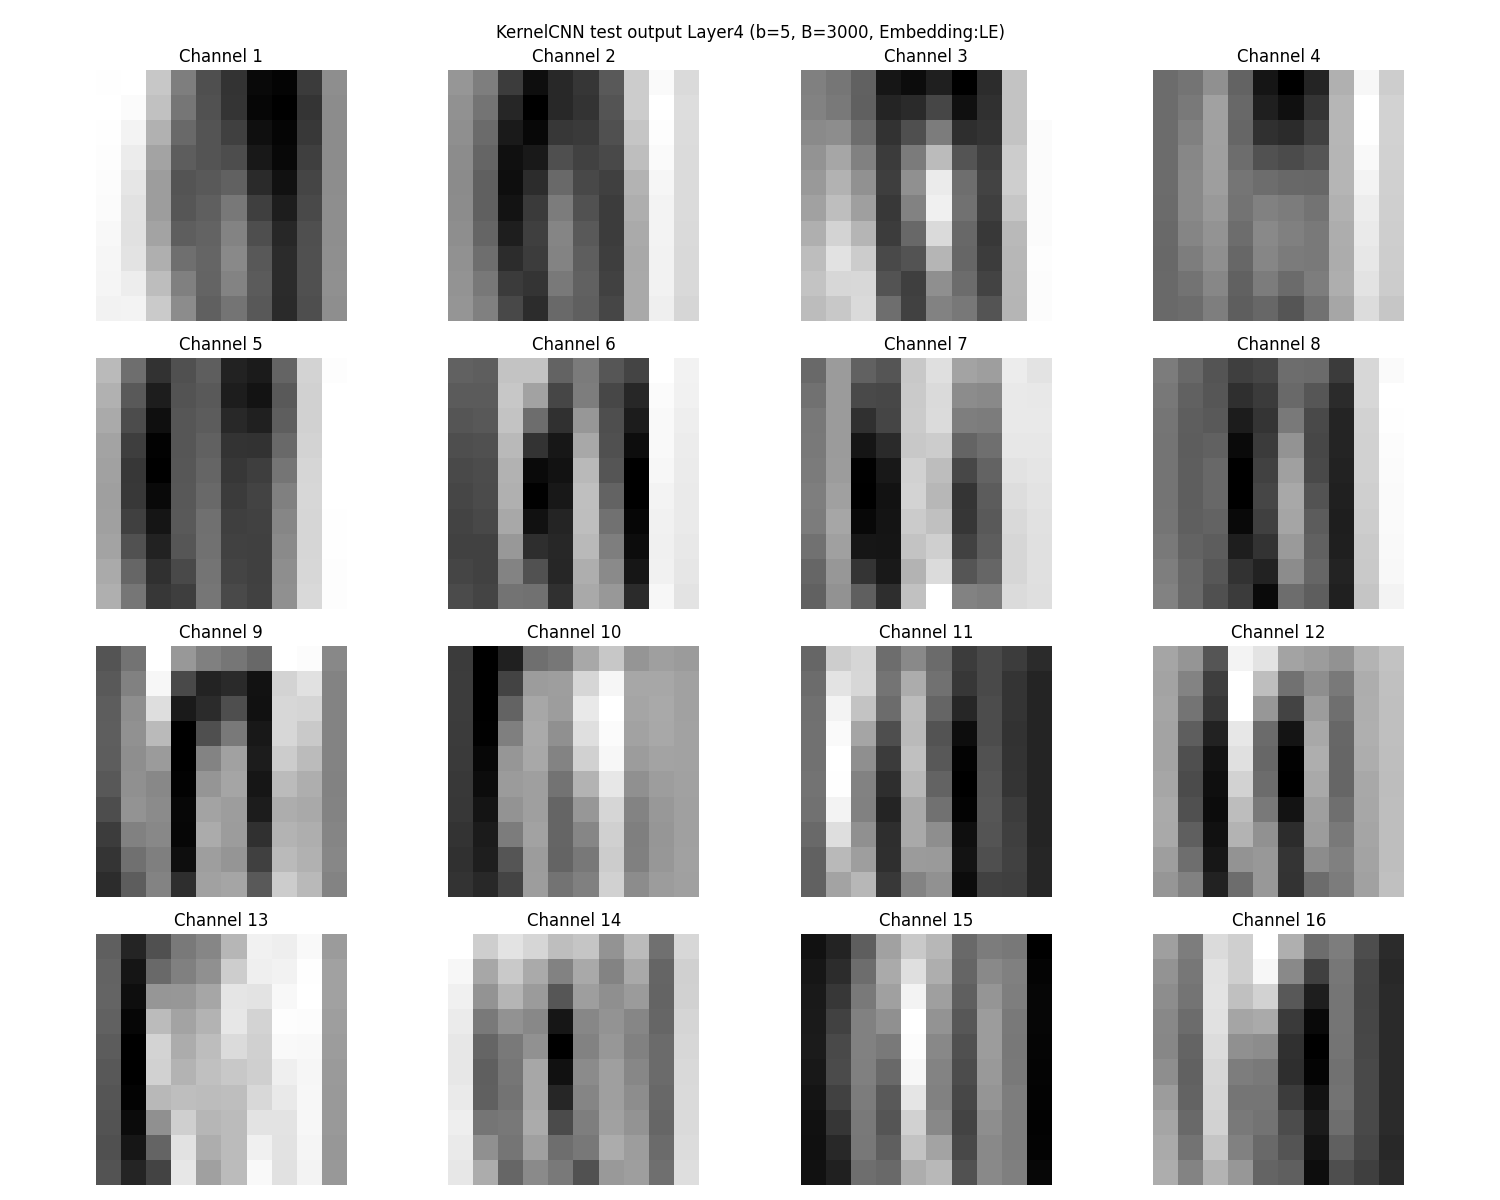 KernelCNN test output Layer4 (b=5, B=3000, Embedding:LE)
Channel 1
Channel 2
Channel 3
Channel 4
Channel 5
Channel 6
Channel 7
Channel 8
Channel 9
Channel 10
Channel 11
Channel 12
Channel 13
Channel 14
Channel 15
Channel 16